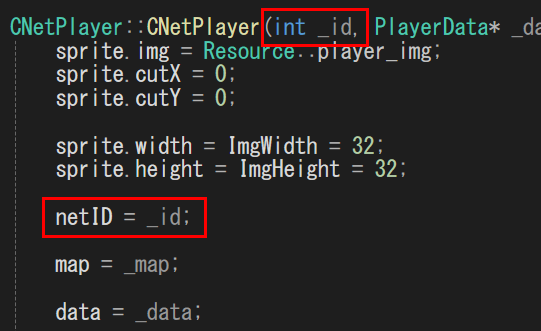 CNetPlayer::CNetPlayer(int _id, PlayerData* _da
sprite.img = Resource::player_img;
sprite.cutX = 0;
sprite.cutY = 0;
sprite.width = ImgWidth = 32;
sprite.height = ImgHeight = 32;
netID = _id;
map = _map;
data = _data;